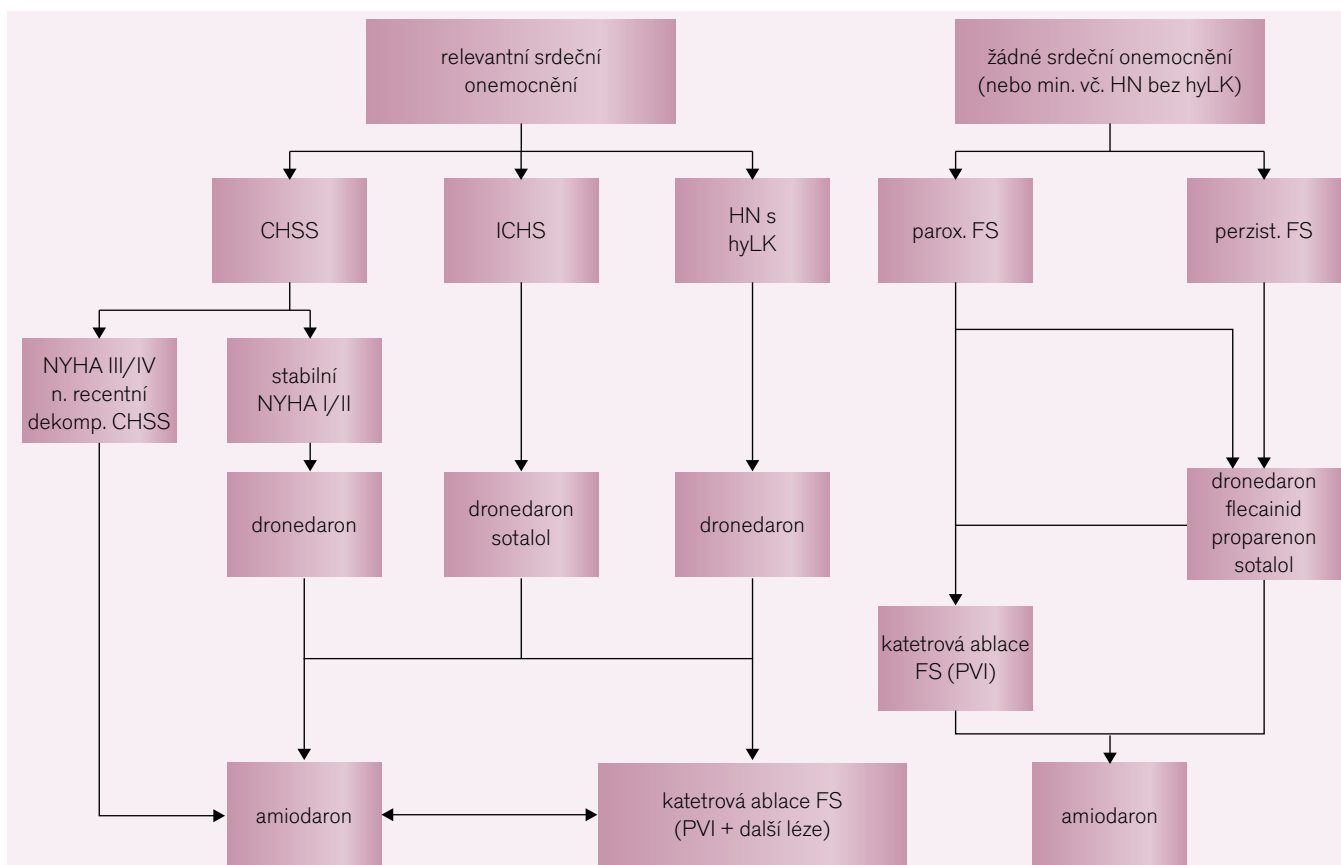 relevantní srdeční
onemocnění
žádné srdeční onemocnění
(nebo min. vč. HN bez hyLK)
CHSS
ICHS
HN s
hyLK
parox. FS
perzist. FS
NYHA III/IV
n. recentní
dekomp. CHSS
stabilní
NYHA I/II
dronedaron
dronedaron
sotalol
dronedaron
dronedaron
flecainid
proparenon
sotalol
katetrová ablace
FS (PVI)
amiodaron
katetrová ablace FS
(PVI + další léze)
amiodaron